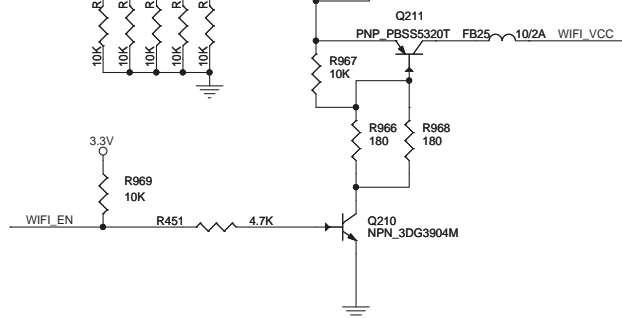 R
R
R
R
R
10K
10K
10K
10K
10K
Q211
PNP_PBSS5320T
FB25
10/2A
WIFI_VCC
R967
10K
R966
180
R968
180
3.3V
R969
10K
WIFI_EN
R451
4.7K
Q210
NPN_3DG3904M